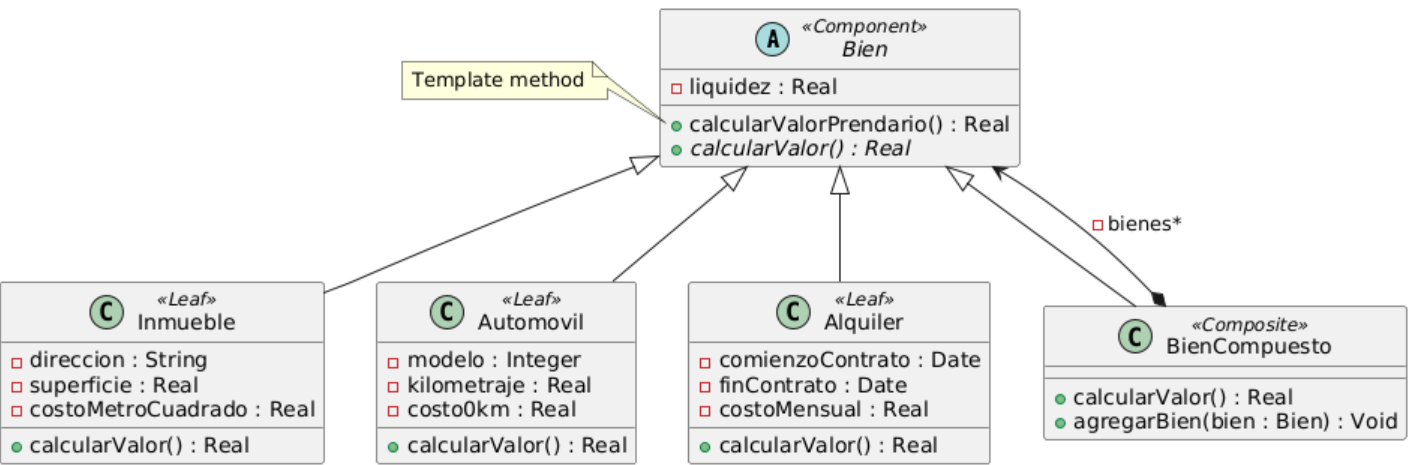 A
«Component»
Bien
liquidez : Real
calcularValorPrendario() : Real
calcularValor() : Real
Template method
bienes*
C
«Leaf»
Inmueble
direccion : String
superficie : Real
costoMetroCuadrado : Real
calcularValor() : Real
C
«Leaf»
Automovil
modelo : Integer
kilometraje : Real
costo0km : Real
calcularValor() : Real
C
«Leaf»
Alquiler
comienzoContrato : Date
finContrato : Date
costoMensual : Real
calcularValor() : Real
C
«Composite»
BienCompuesto
calcularValor() : Real
agregarBien(bien : Bien) : Void